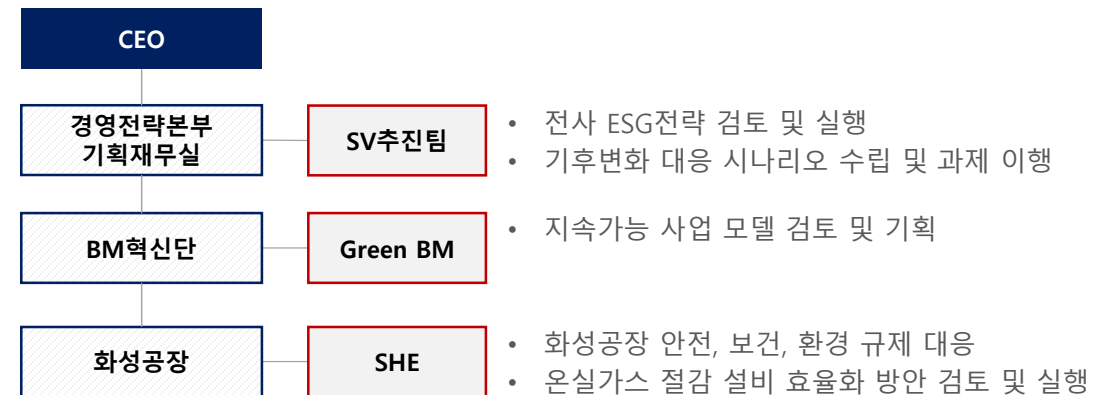 CEO
경영전략본부
기획재무실
SV추진팀
• 전사 ESG전략 검토 및 실행
• 기후변화 대응 시나리오 수립 및 과제 이행
BM혁신단
Green BM
• 지속가능 사업 모델 검토 및 기획
화성공장
SHE
• 화성공장 안전, 보건, 환경 규제 대응
• 온실가스 절감 설비 효율화 방안 검토 및 실행